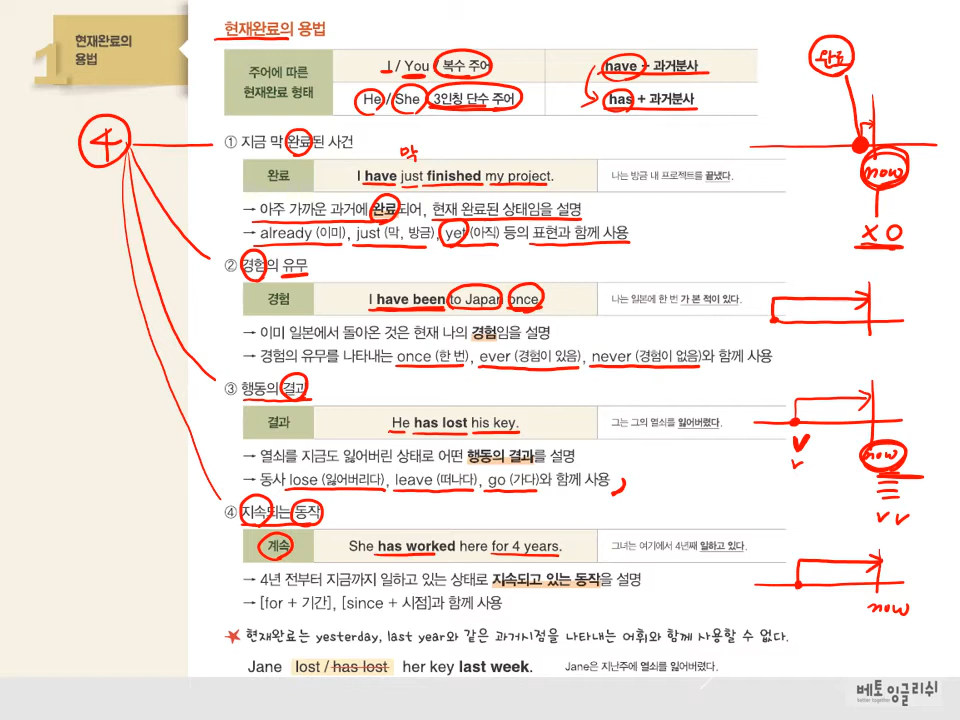 1 현재완료의
용법
현재완료의 용법
주어에 따른
현재완료 형태
I / You / 복수 주어
have + 과거분사
He / She / 3인칭 단수 주어
has + 과거분사
완료
4
① 지금 막 완료된 사건
막
완료
I have just finished my project.
나는 방금 내 프로젝트를 끝냈다.
now
→ 아주 가까운 과거에 완료되어, 현재 완료된 상태임을 설명
→ already (이미), just (막, 방금), yet (아직) 등의 표현과 함께 사용
X O
② 경험의 유무
경험
I have been to Japan once.
나는 일본에 한 번 가 본 적이 있다.
→ 이미 일본에서 돌아온 것은 현재 나의 경험임을 설명
→ 경험의 유무를 나타내는 once (한 번), ever (경험이 있음), never (경험이 없음)와 함께 사용
③ 행동의 결과
결과
He has lost his key.
그는 그의 열쇠를 잃어버렸다.
→ 열쇠를 지금도 잃어버린 상태로 어떤 행동의 결과를 설명
now
→ 동사 lose (잃어버리다), leave (떠나다), go (가다)와 함께 사용
④ 지속되는 동작
계속
She has worked here for 4 years.
그녀는 여기에서 4년째 일하고 있다.
→ 4년 전부터 지금까지 일하고 있는 상태로 지속되고 있는 동작을 설명
→ [for + 기간], [since + 시점]과 함께 사용
now
★ 현재완료는 yesterday, last year와 같은 과거시점을 나타내는 어휘와 함께 사용할 수 없다.
Jane lost / has lost her key last week.
Jane은 지난주에 열쇠를 잃어버렸다.
베토 잉글리쉬
better together